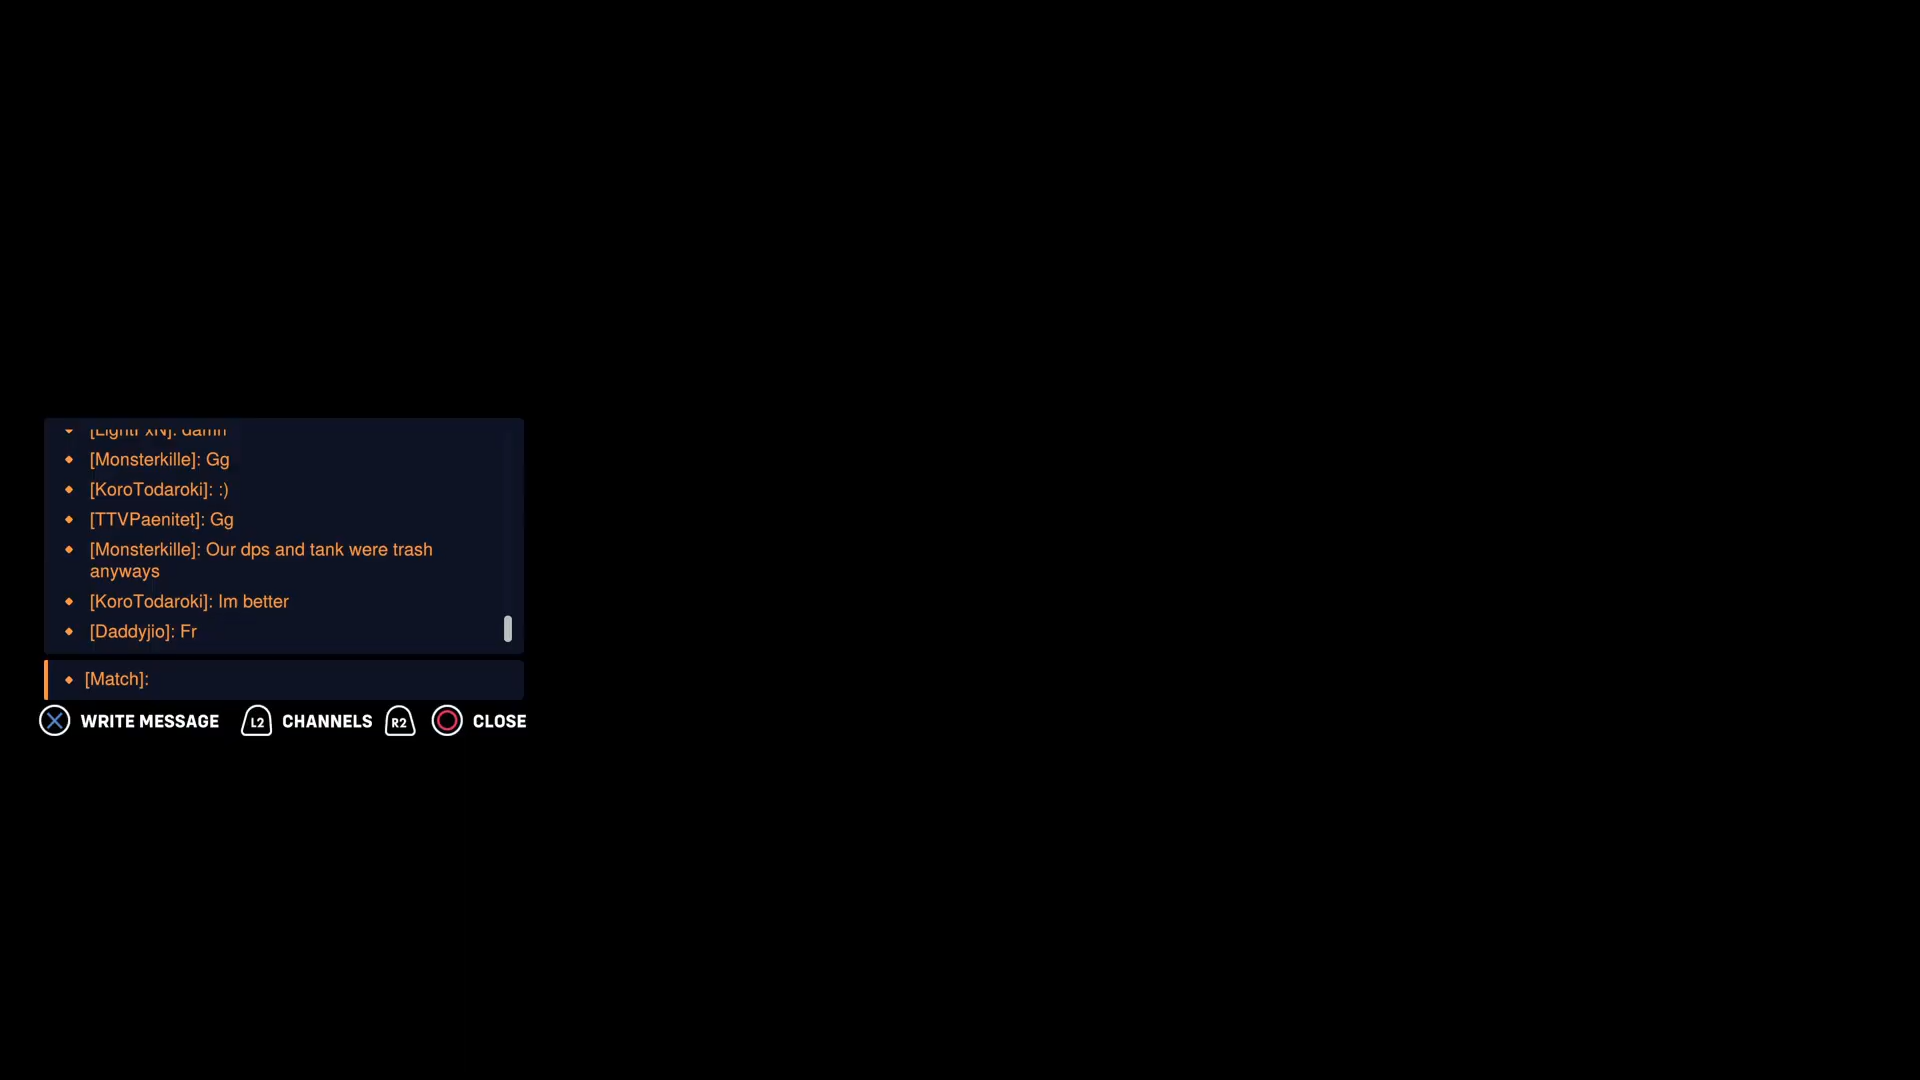 [Monsterkille]: Gg
[KoroTodaroki]: :)
[TTVPaenitet]: Gg
[Monsterkille]: Our dps and tank were trash
anyways
[KoroTodaroki]: Im better
[Daddyjio]: Fr
[Match]:
WRITE MESSAGE L2 CHANNELS R2 CLOSE